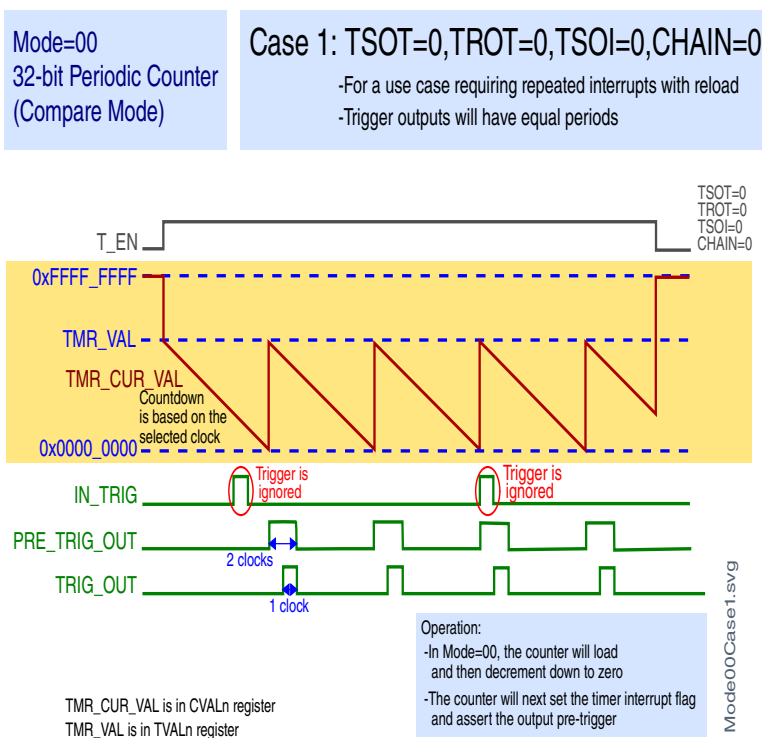 Mode=00
32-bit Periodic Counter
(Compare Mode)
Case 1: TSOT=0,TROT=0,TSOI=0,CHAIN=0
-For a use case requiring repeated interrupts with reload
-Trigger outputs will have equal periods
TSOT=0
TROT=0
TSOI=0
CHAIN=0
T_EN
0xFFFF_FFFF
TMR_VAL
TMR_CUR_VAL
Countdown
is based on the
selected clock
0x0000_0000
Trigger is
ignored
Trigger is
ignored
IN_TRIG
PRE_TRIG_OUT
2 clocks
TRIG_OUT
1 clock
Operation:
-In Mode=00, the counter will load
and then decrement down to zero
-The counter will next set the timer interrupt flag
and assert the output pre-trigger
TMR_CUR_VAL is in CVALn register
TMR_VAL is in TVALn register
Mode00Case1.svg